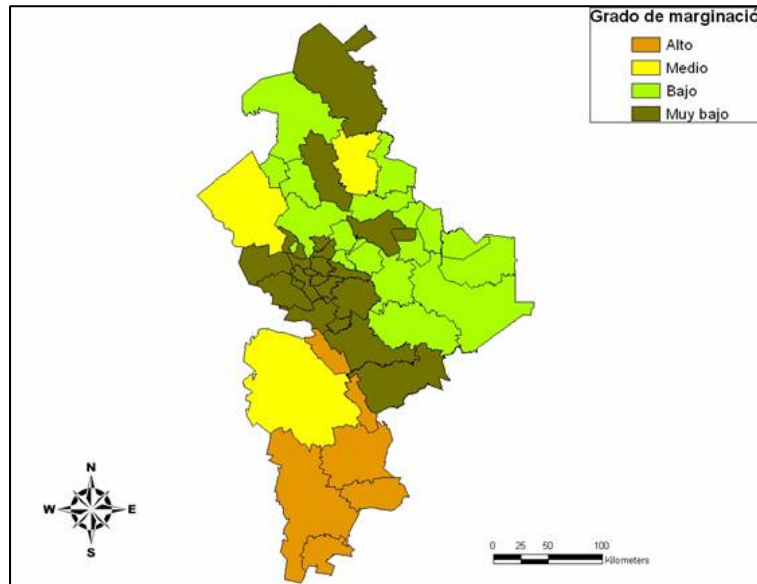 Grado de marginació
Alto
Medio
Bajo
Muy bajo
N
W E
S
0 25 50 100
Kilometers